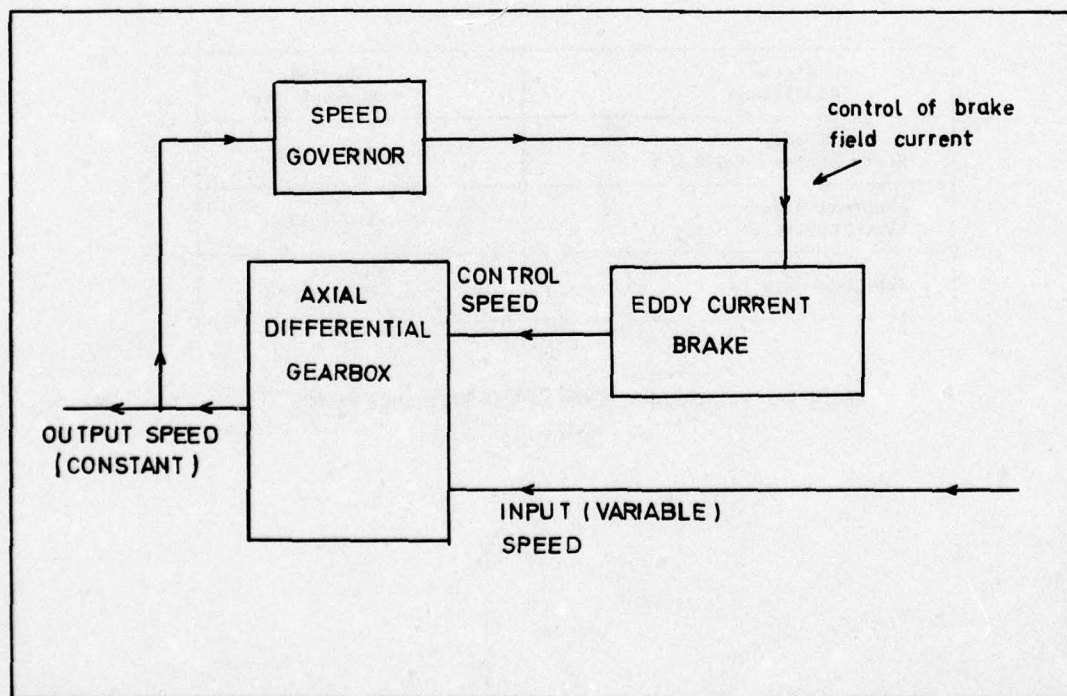 SPEED
GOVERNOR
control of brake
field current
AXIAL
DIFFERENTIAL
GEARBOX
CONTROL
SPEED
EDDY CURRENT
BRAKE
OUTPUT SPEED
(CONSTANT)
INPUT (VARIABLE)
SPEED